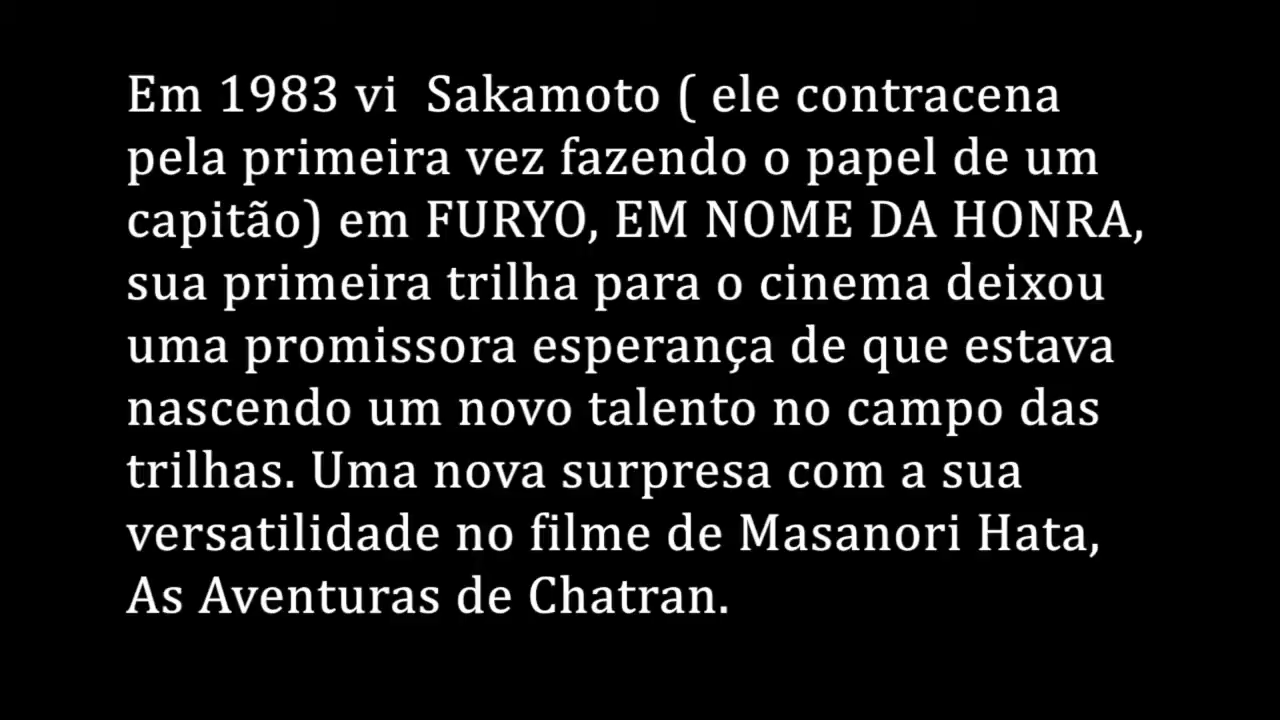 Em 1983 vi  Sakamoto ( ele contracena
pela primeira vez fazendo o papel de um
capitão) em FURYO, EM NOME DA HONRA,
sua primeira trilha para o cinema deixou
uma promissora esperança de que estava
nascendo um novo talento no campo das
trilhas. Uma nova surpresa com a sua
versatilidade no filme de Masanori Hata,
As Aventuras de Chatran.